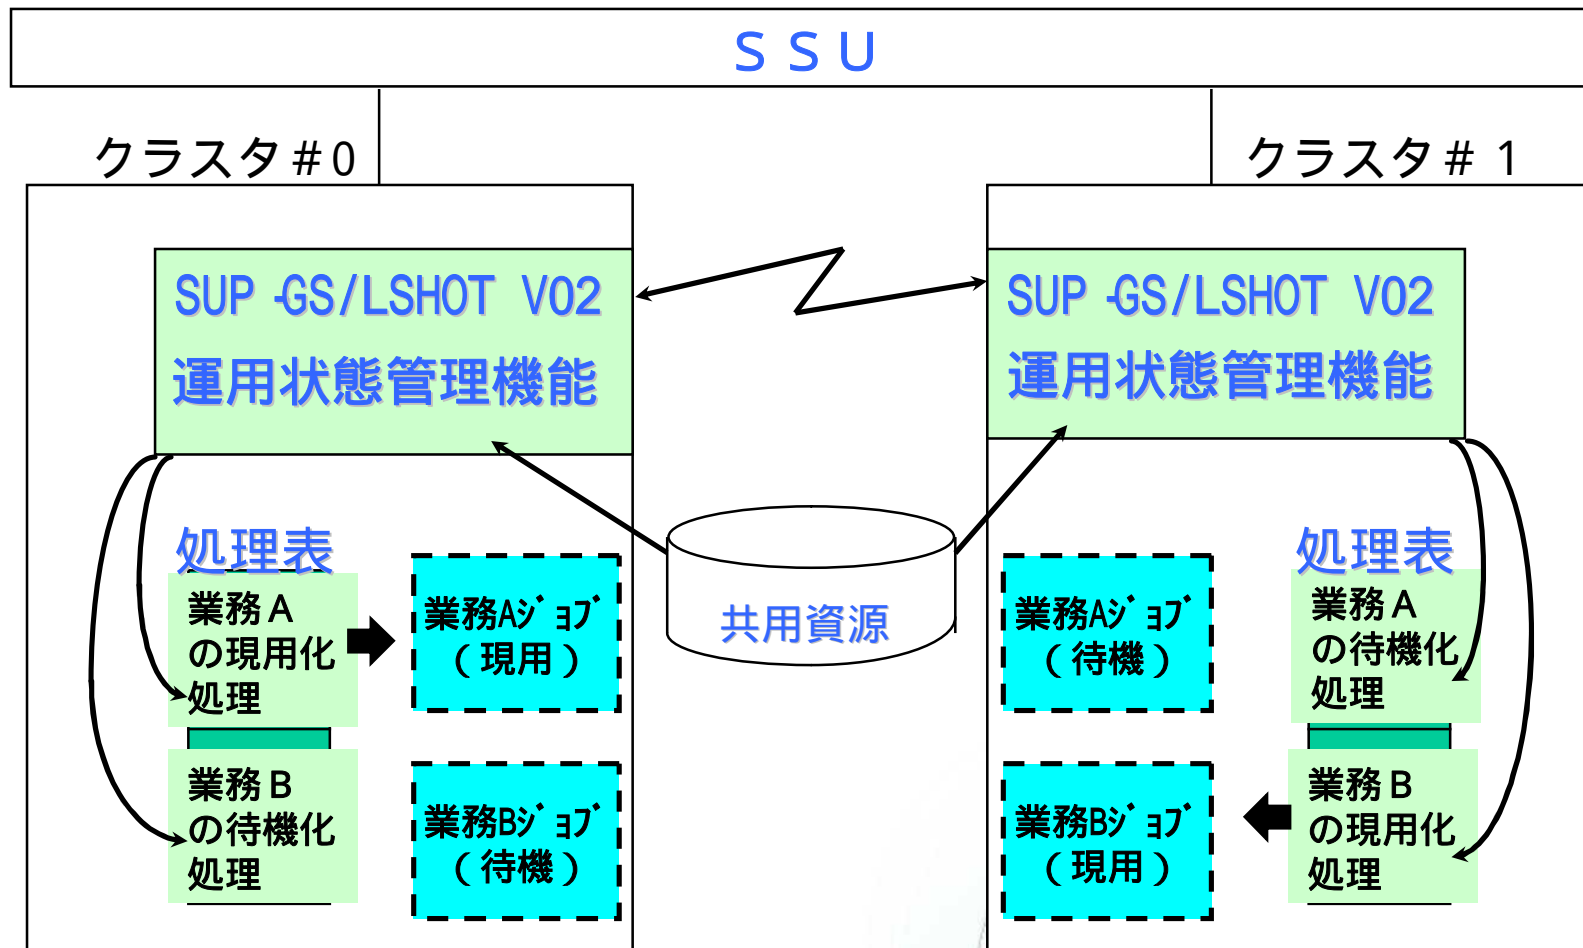 ＳＳＵ
クラスタ＃0
クラスタ＃１
SUP-GS/LSHOT V02
運用状態管理機能
SUP-GS/LSHOT V02
運用状態管理機能
処理表
業務Ａ
の現用化
処理
業務Aｼﾞｮﾌﾞ
（現用）
業務Ｂ
の待機化
処理
業務Bｼﾞｮﾌﾞ
（待機）
共用資源
業務Aｼﾞｮﾌﾞ
（待機）
処理表
業務Ａ
の待機化
処理
業務Bｼﾞｮﾌﾞ
（現用）
業務Ｂ
の現用化
処理